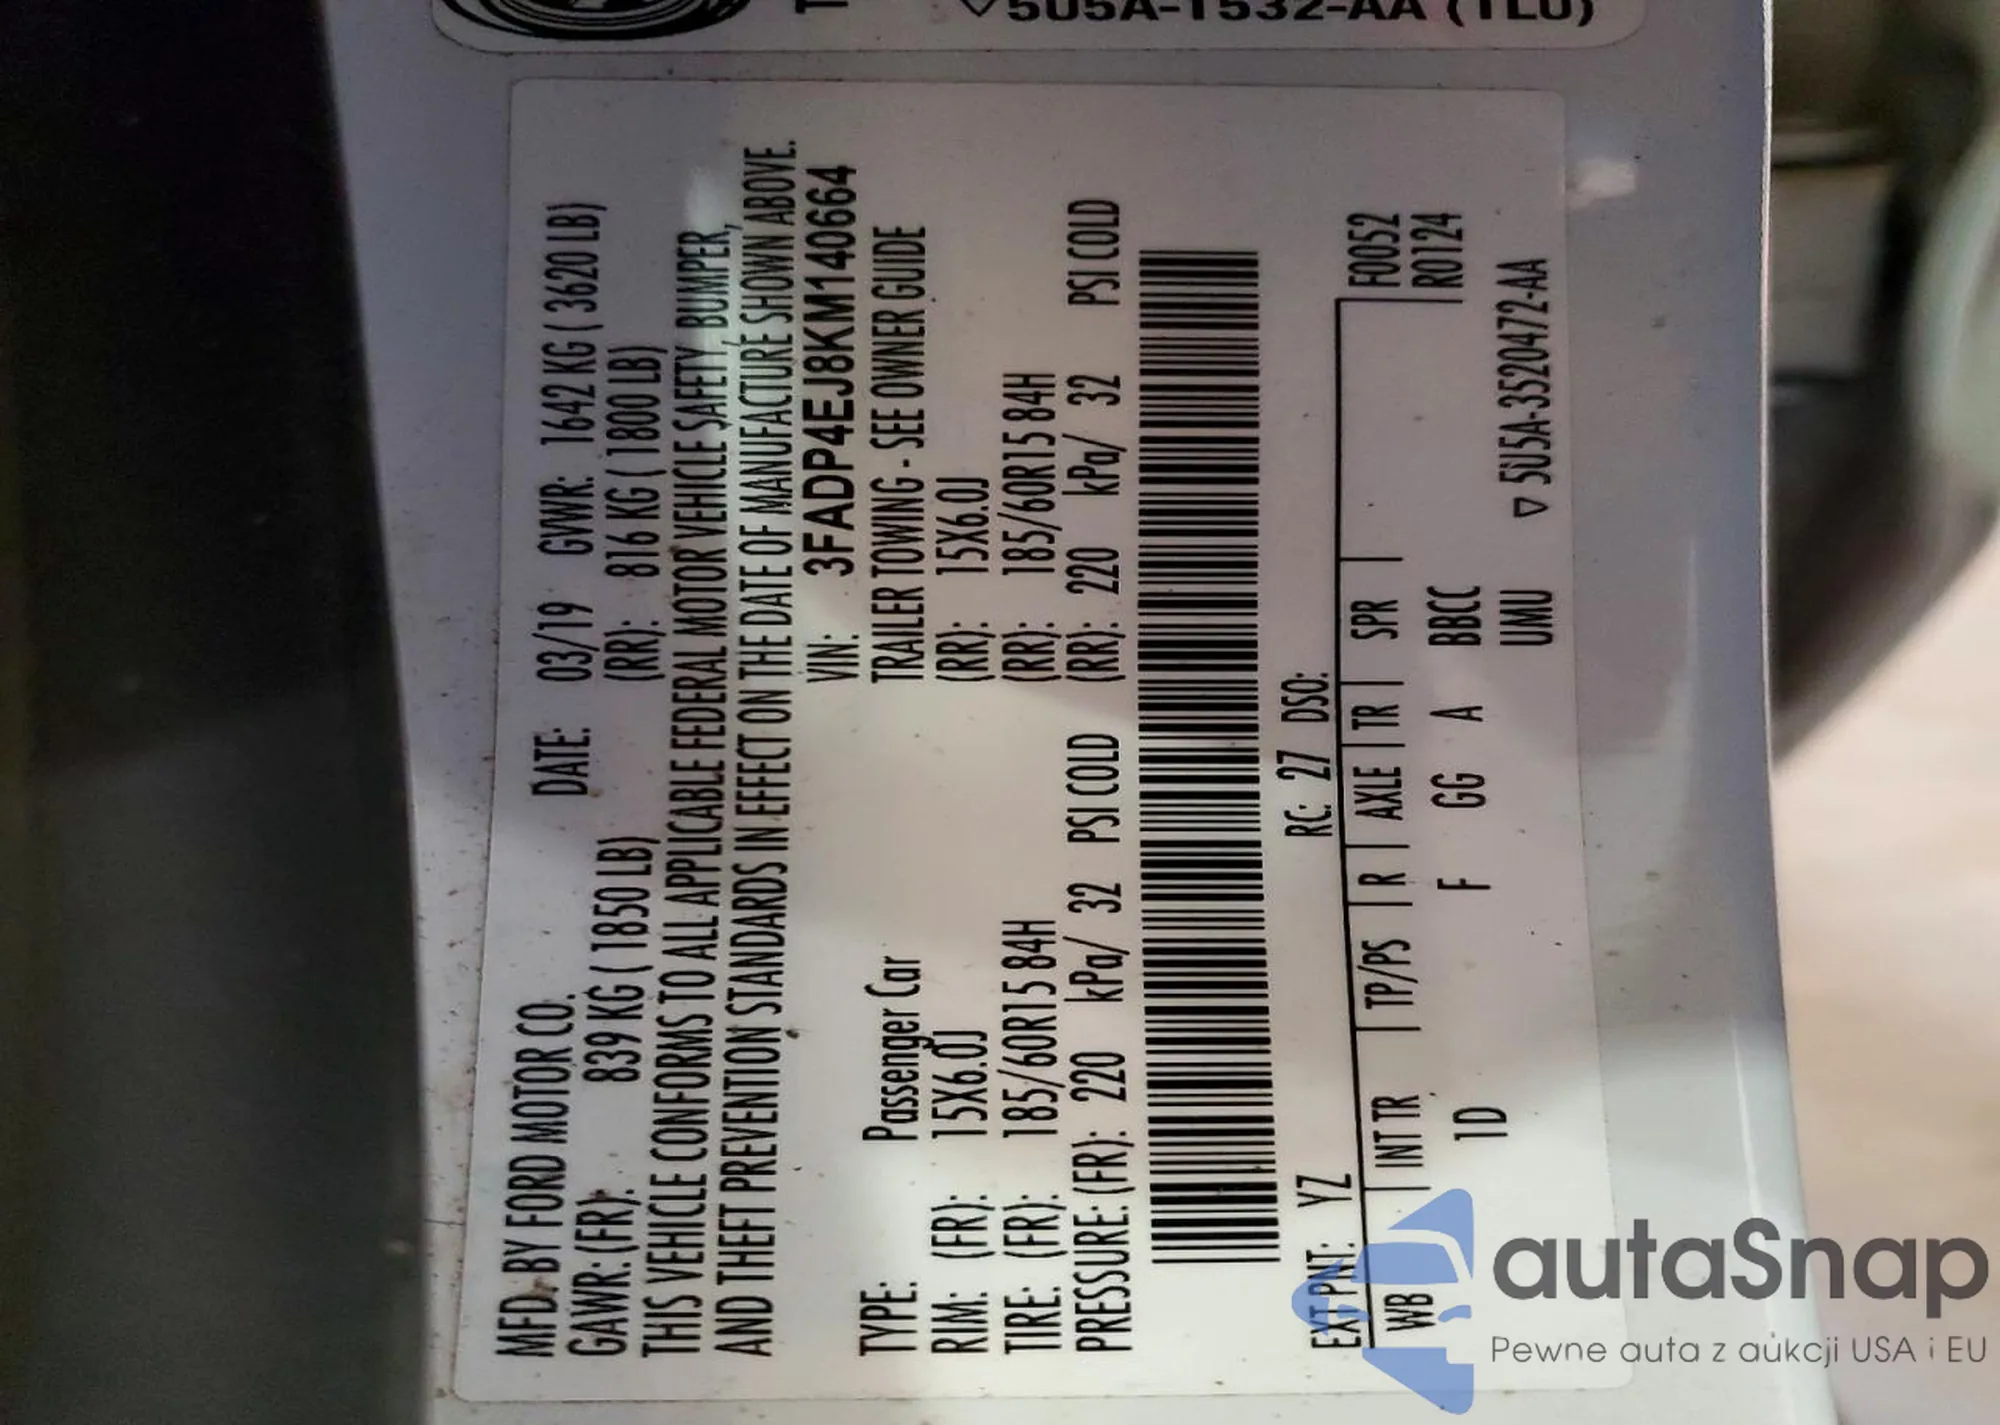 5U5A-1532-AA (TLU)
MFD. BY FORD MOTOR CO. DATE: 03/19 GVWR: 1642 KG ( 3620 LB)
GAWR: (FR): 839 KG ( 1850 LB) (RR): 816 KG ( 1800 LB)
THIS VEHICLE CONFORMS TO ALL APPLICABLE FEDERAL MOTOR VEHICLE SAFETY, BUMPER,
AND THEFT PREVENTION STANDARDS IN EFFECT ON THE DATE OF MANUFACTURE SHOWN ABOVE.
VIN: 3FADP4EJ8KM140664
TYPE: Passenger Car TRAILER TOWING - SEE OWNER GUIDE
RIM: (FR): 15X6.0J (RR): 15X6.0J
TIRE: (FR): 185/60R15 84H (RR): 185/60R15 84H
PRESSURE: (FR): 220 kPa/ 32 PSI COLD (RR): 220 kPa/ 32 PSI COLD
RC: 27 DSO:
EXT PNT: YZ F0052
WB | INT TR | TP/PS | R | AXLE | TR | SPR | R0124
1D F GG A BBCC
UMU ▽ 5U5A-3520472-AA
autaSnap
Pewne auta z aukcji USA i EU